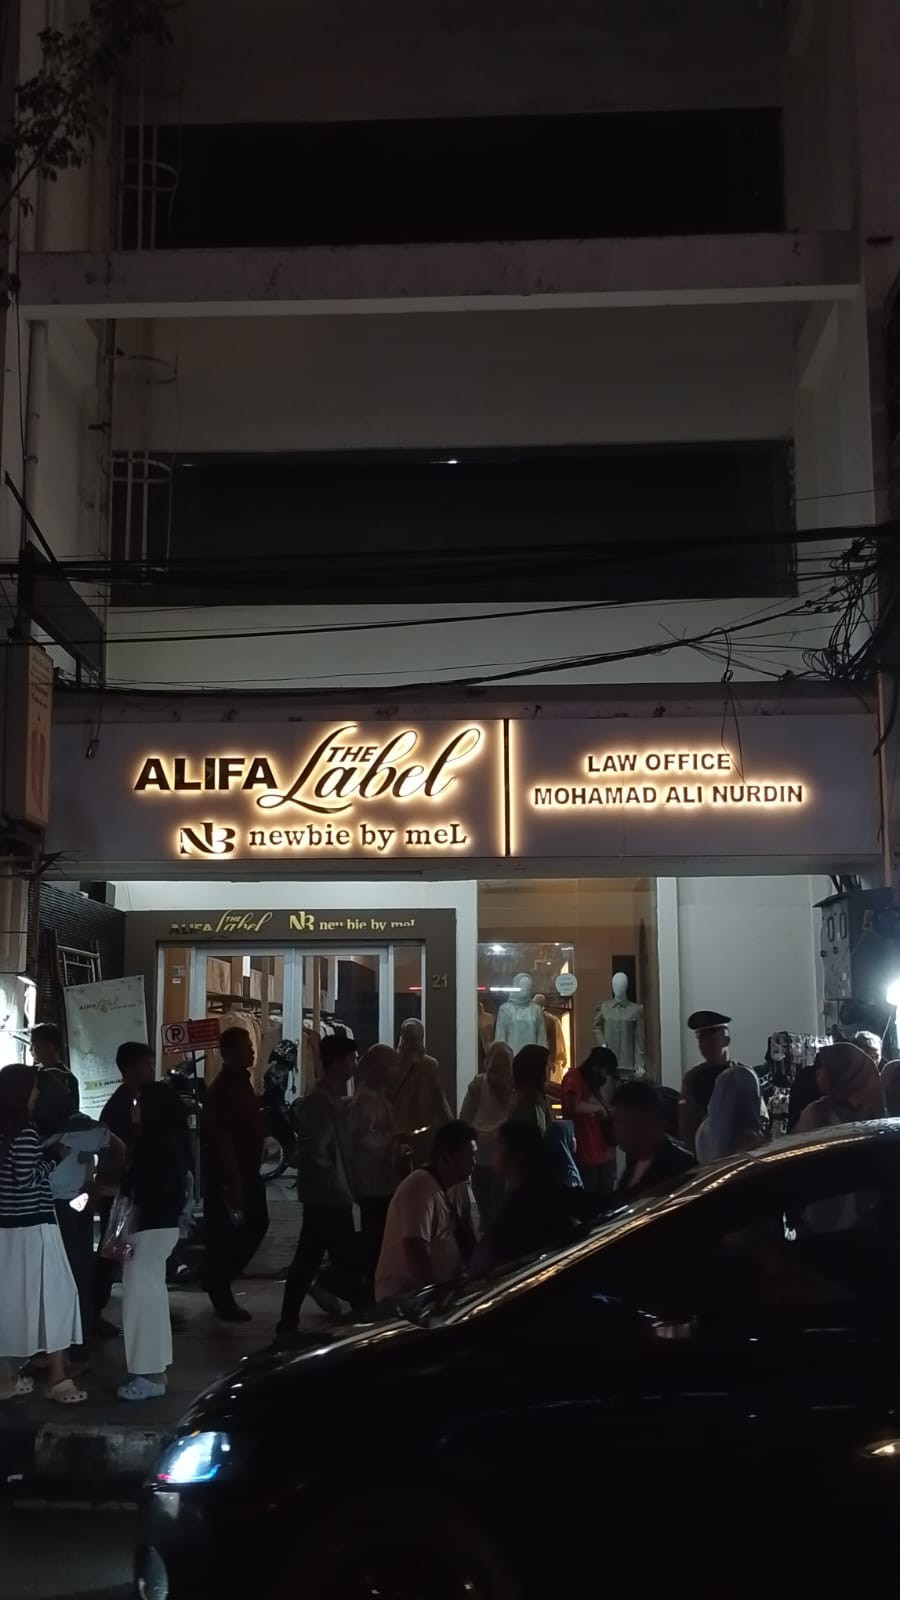 ALIFA THE Label
NB newbie by meL
LAW OFFICE
MOHAMAD ALI NURDIN
ALIFA THE Label NB newbie by meL
21
ALIFA
P